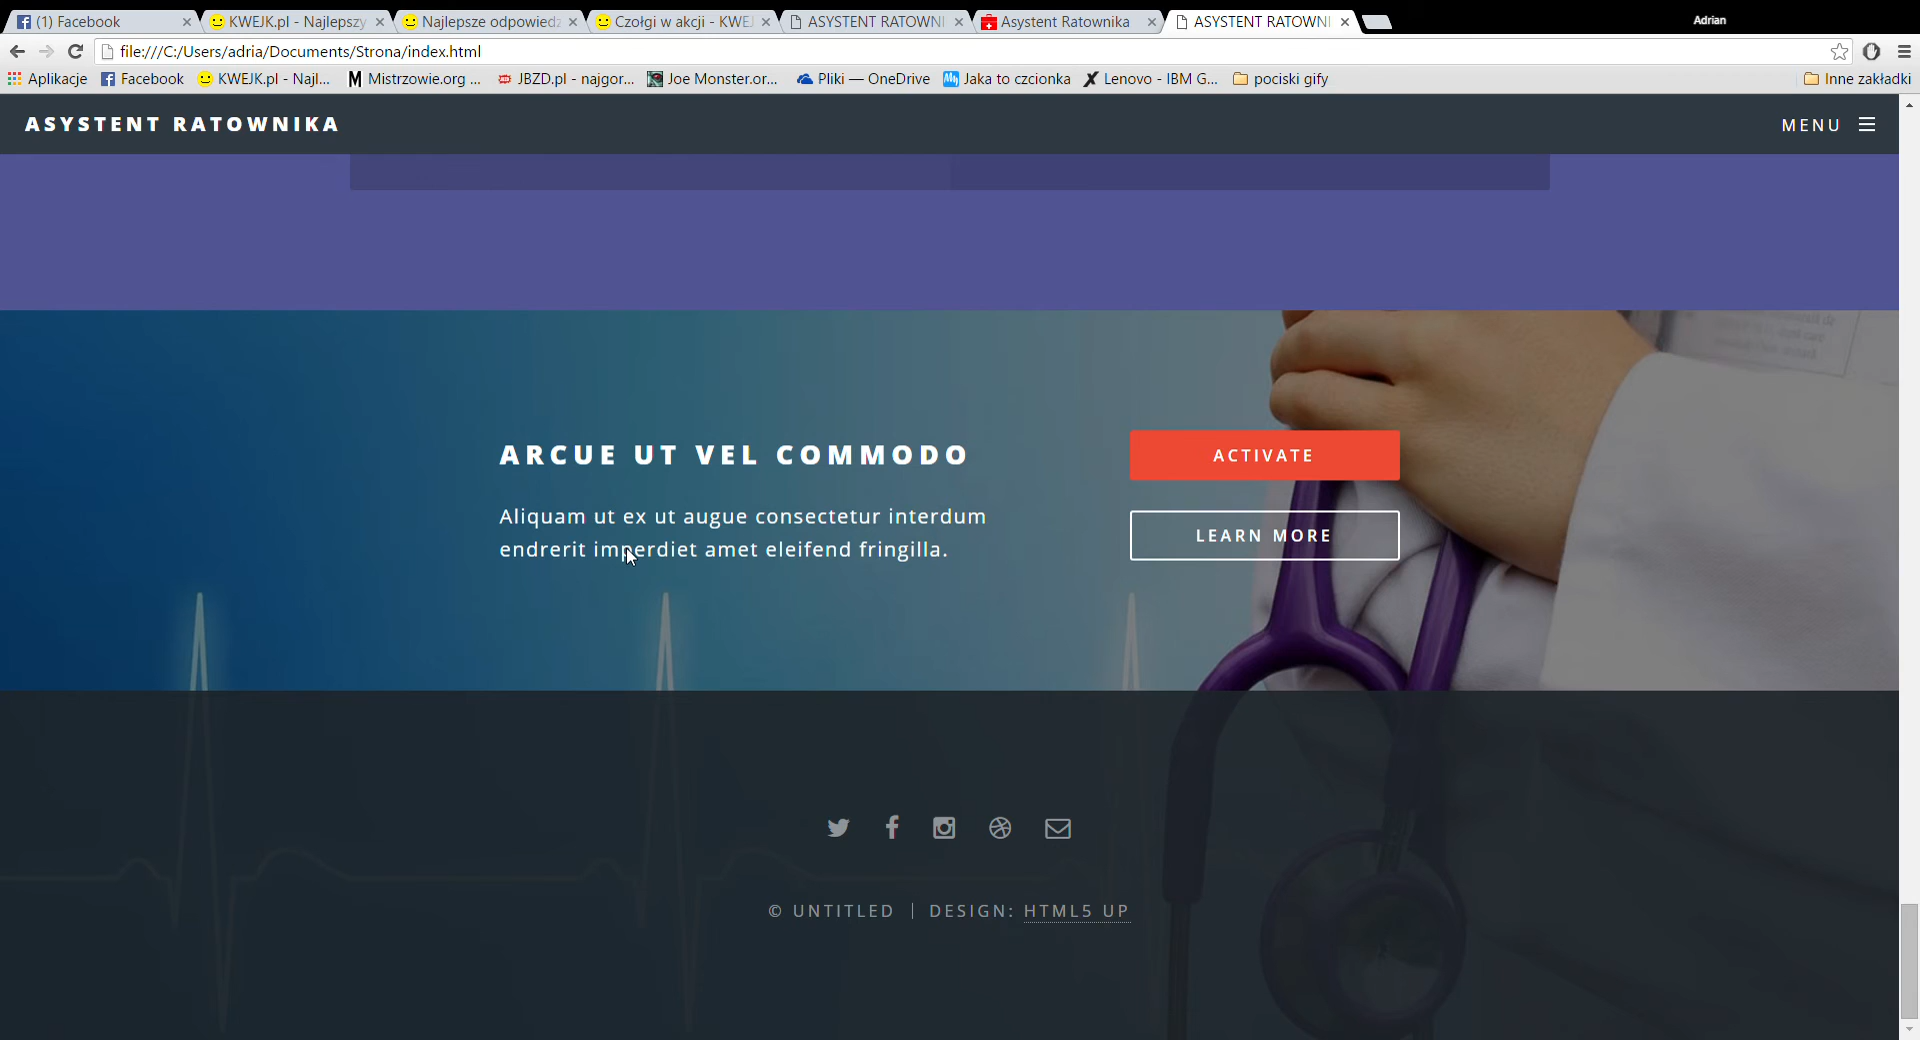 (1) Facebook
KWEJK.pl - Najlepszy
Najlepsze odpowiedz
Czołgi w akcji - KWEJ
ASYSTENT RATOWNI
Asystent Ratownika
ASYSTENT RATOWNI
Adrian
file:///C:/Users/adria/Documents/Strona/index.html
Aplikacje
Facebook
KWEJK.pl - Najl...
Mistrzowie.org ...
JBZD.pl - najgor...
Joe Monster.or...
Pliki — OneDrive
Jaka to czcionka
Lenovo - IBM G...
pociski gify
Inne zakładki
ASYSTENT RATOWNIKA
MENU
ARCUE UT VEL COMMODO
Aliquam ut ex ut augue consectetur interdum
endrerit imperdiet amet eleifend fringilla.
ACTIVATE
LEARN MORE
© UNTITLED | DESIGN: HTML5 UP